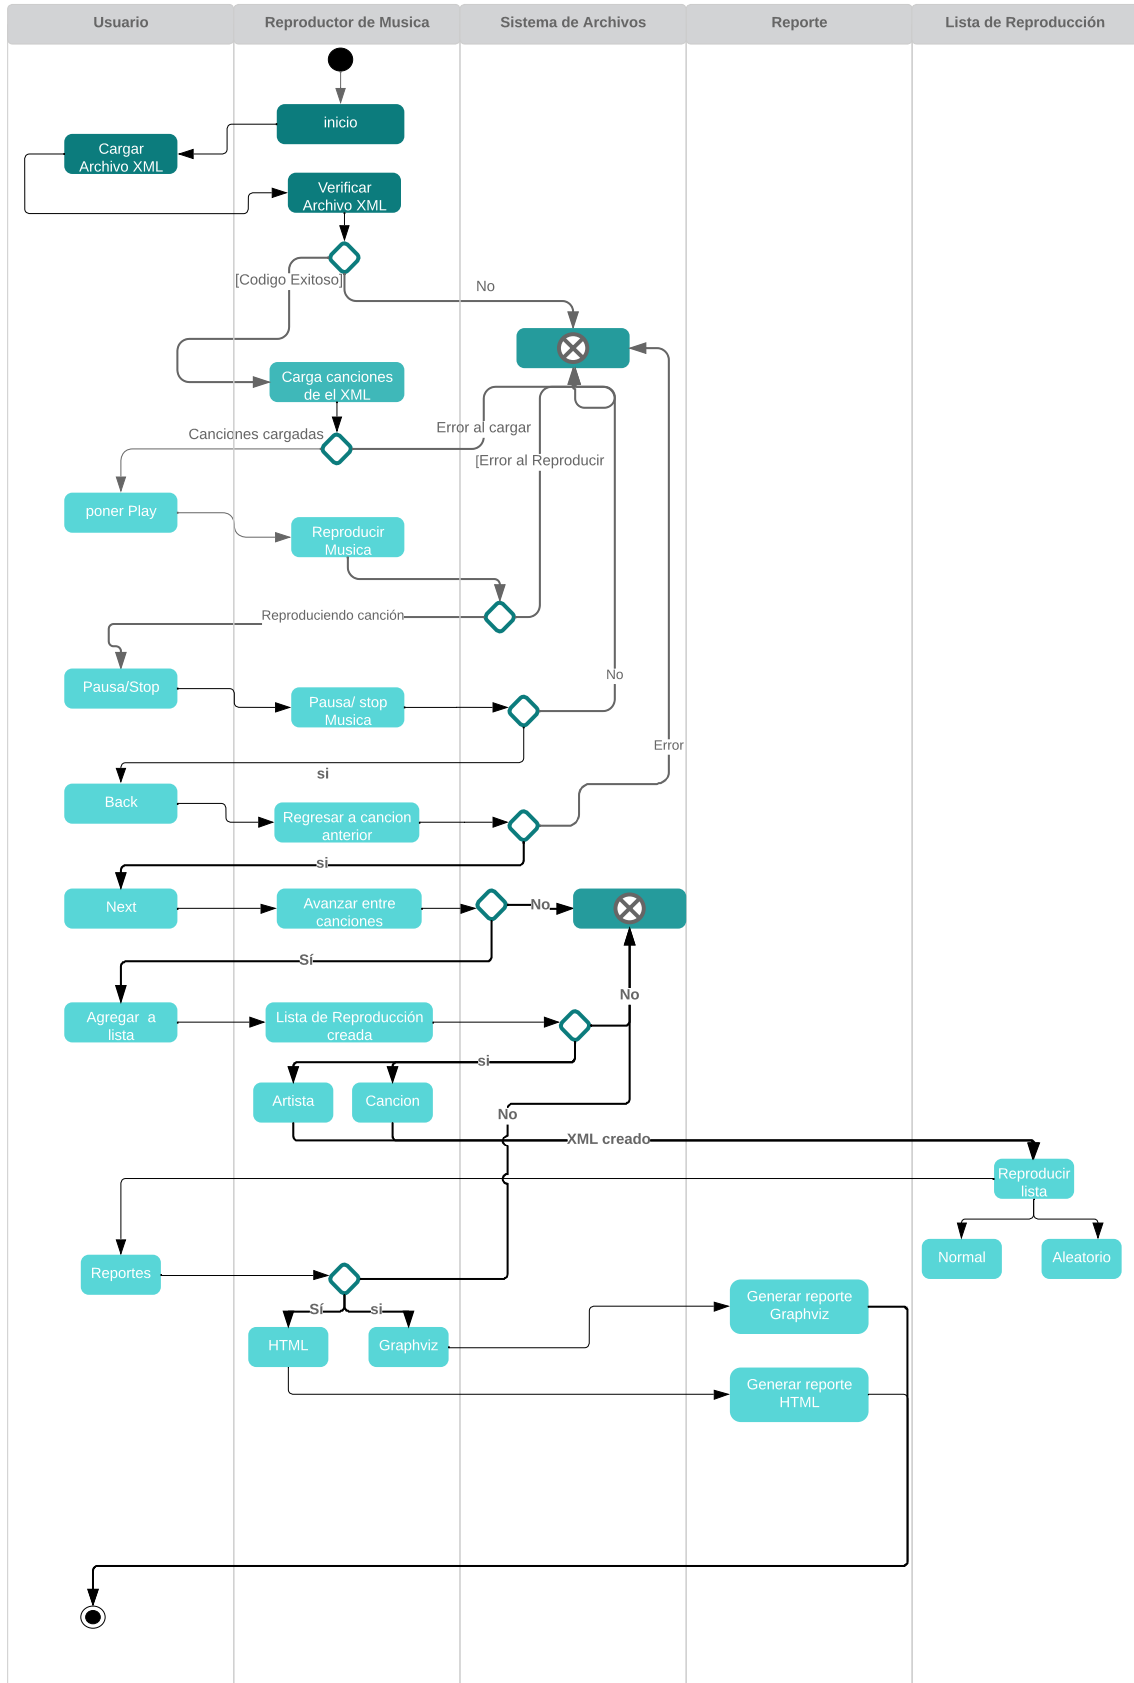 Usuario
Reproductor de Musica
Sistema de Archivos
Reporte
Lista de Reproducción
inicio
Cargar
Archivo XML
Verificar
Archivo XML
[Codigo Exitoso]
No
Carga canciones
de el XML
Canciones cargadas
Error al cargar
[Error al Reproducir
poner Play
Reproducir
Musica
Reproduciendo canción
Pausa/Stop
Pausa/ stop
Musica
No
Error
si
Back
Regresar a cancion
anterior
si
Next
Avanzar entre
canciones
No
Sí
No
Agregar  a
lista
Lista de Reproducción
creada
si
Artista
Cancion
No
XML creado
Reproducir
lista
Normal
Aleatorio
Reportes
Sí
si
HTML
Graphviz
Generar reporte
Graphviz
Generar reporte
HTML